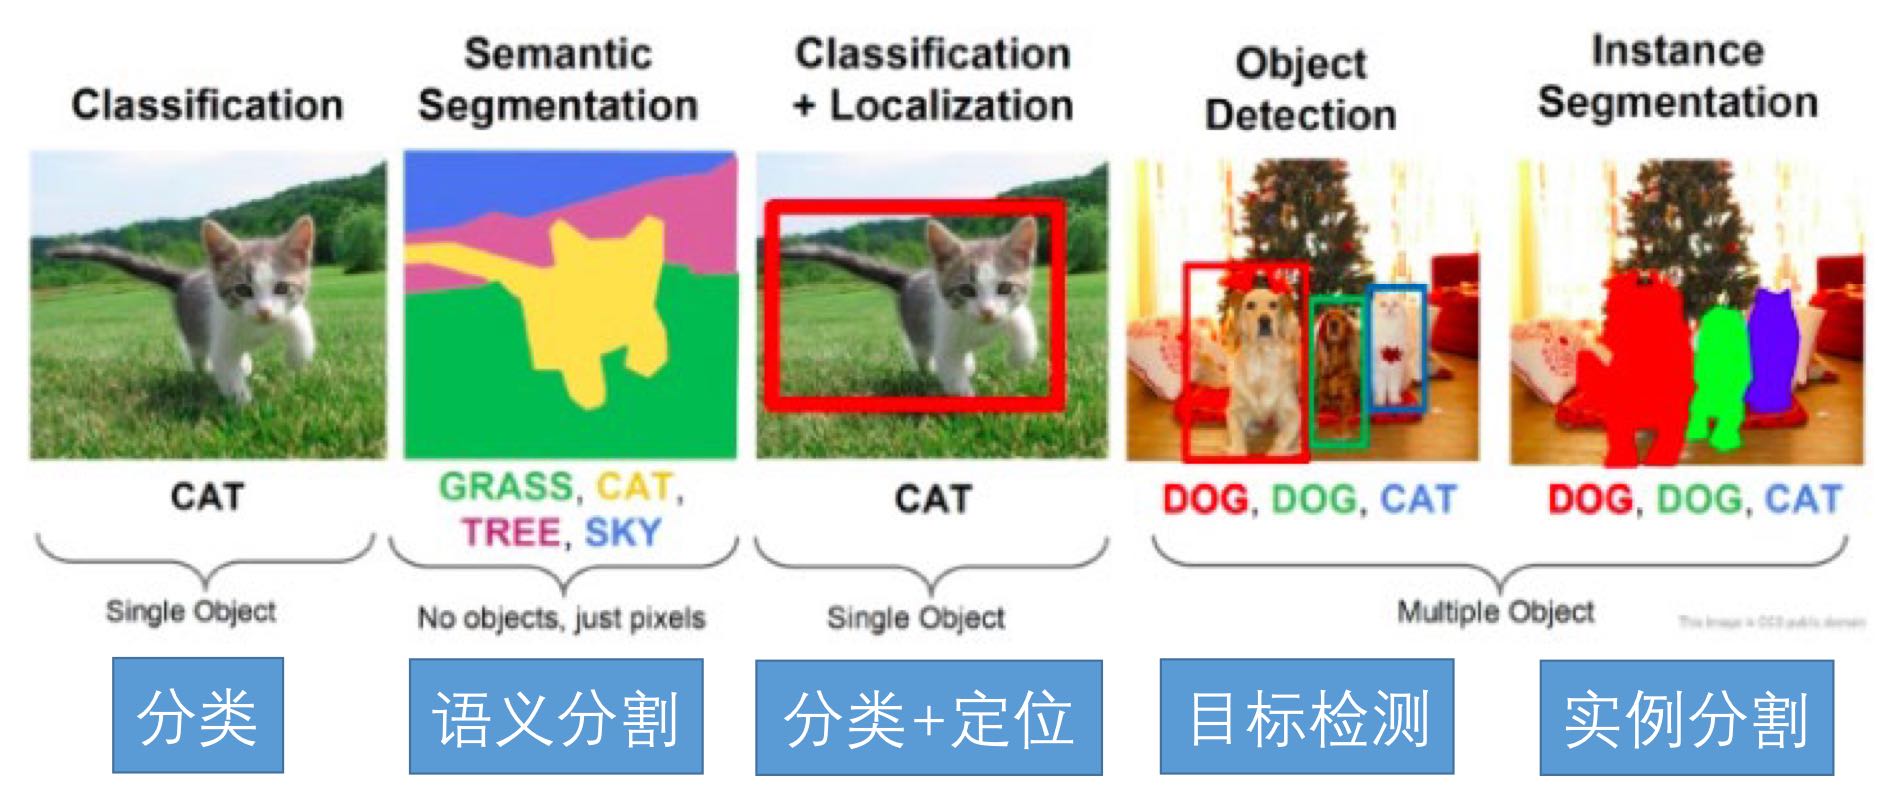 Classification
Semantic
Segmentation
Classification
+ Localization
Object
Detection
Instance
Segmentation
CAT
GRASS, CAT,
TREE, SKY
CAT
DOG, DOG, CAT
DOG, DOG, CAT
Single Object
No objects, just pixels
Single Object
Multiple Object
This image is CC0 public domain
分类
语义分割
分类+定位
目标检测
实例分割